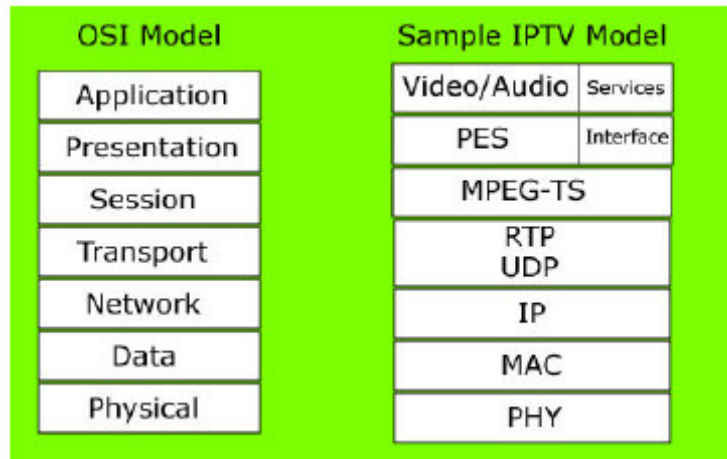 OSI Model
Application
Presentation
Session
Transport
Network
Data
Physical
Sample IPTV Model
Video/Audio Services
PES Interface
MPEG-TS
RTP
UDP
IP
MAC
PHY